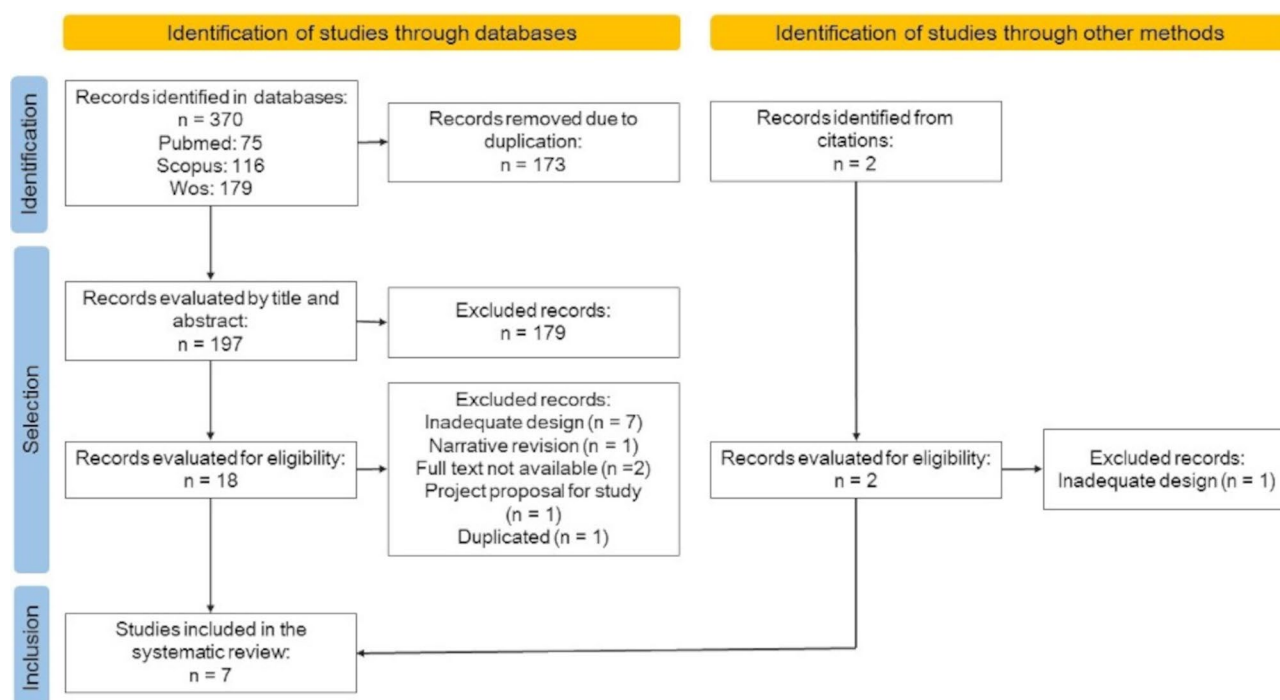 Identification of studies through databases
Identification of studies through other methods
Identification
Records identified in databases:
n = 370
Pubmed: 75
Scopus: 116
Wos: 179
Records removed due to
duplication:
n = 173
Records identified from
citations:
n = 2
Selection
Records evaluated by title and
abstract:
n = 197
Excluded records:
n = 179
Records evaluated for eligibility:
n = 18
Excluded records:
Inadequate design (n = 7)
Narrative revision (n = 1)
Full text not available (n =2)
Project proposal for study
(n = 1)
Duplicated (n = 1)
Records evaluated for eligibility:
n = 2
Excluded records:
Inadequate design (n = 1)
Inclusion
Studies included in the
systematic review:
n = 7